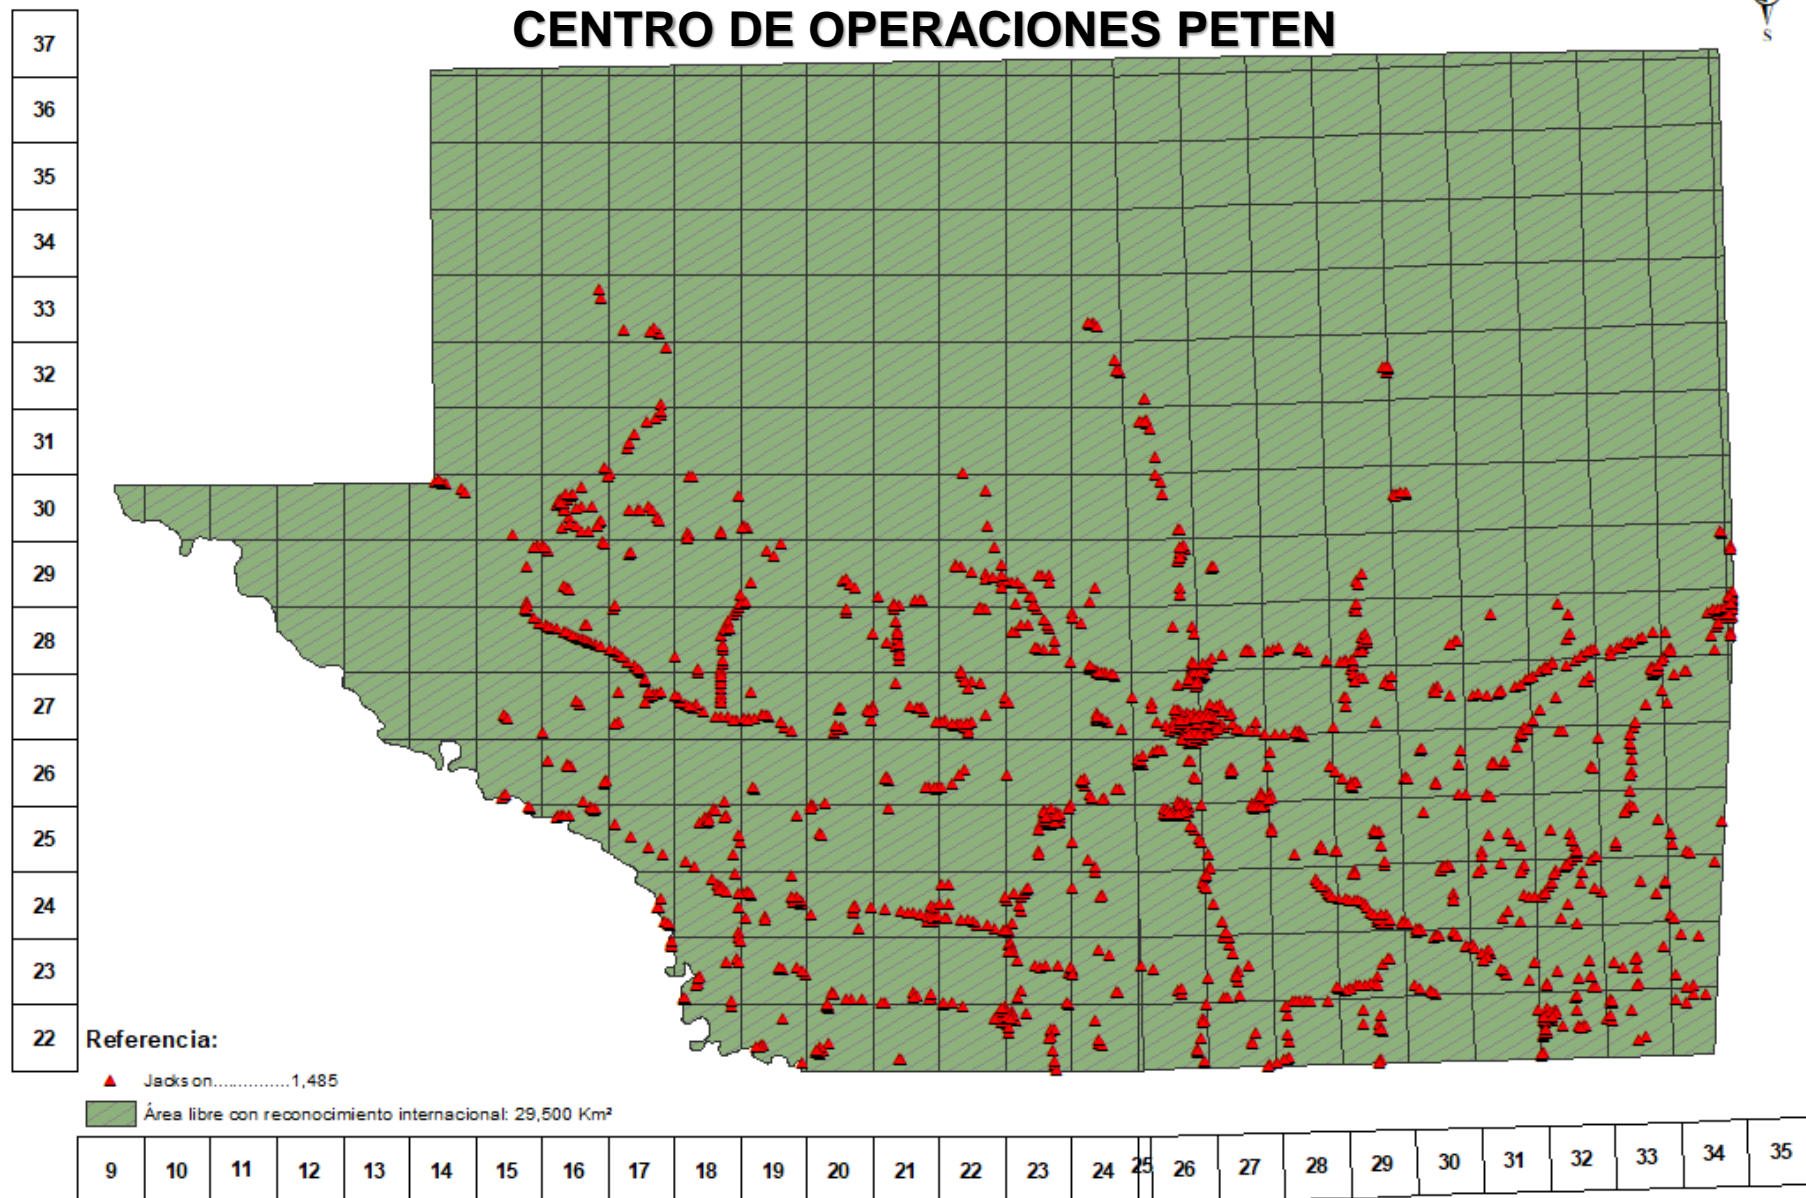 CENTRO DE OPERACIONES PETEN
S
37
36
35
34
33
32
31
30
29
28
27
26
25
24
23
22
Referencia:
Jackson..............1,485
Área libre con reconocimiento internacional: 29,500 Km²
9 10 11 12 13 14 15 16 17 18 19 20 21 22 23 24 25 26 27 28 29 30 31 32 33 34 35